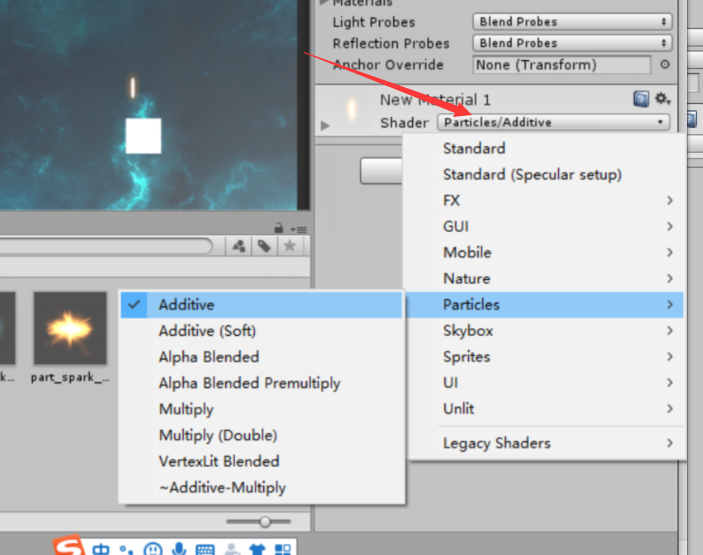 Materials
Light Probes Blend Probes
Reflection Probes Blend Probes
Anchor Override None (Transform)
New Material 1
Shader Particles/Additive
Standard
Standard (Specular setup)
FX
GUI
Mobile
Nature
Particles
Skybox
Sprites
UI
Unlit
Legacy Shaders
Additive
Additive (Soft)
Alpha Blended
Alpha Blended Premultiply
Multiply
Multiply (Double)
VertexLit Blended
~Additive-Multiply
k... part_spark_...
S 中